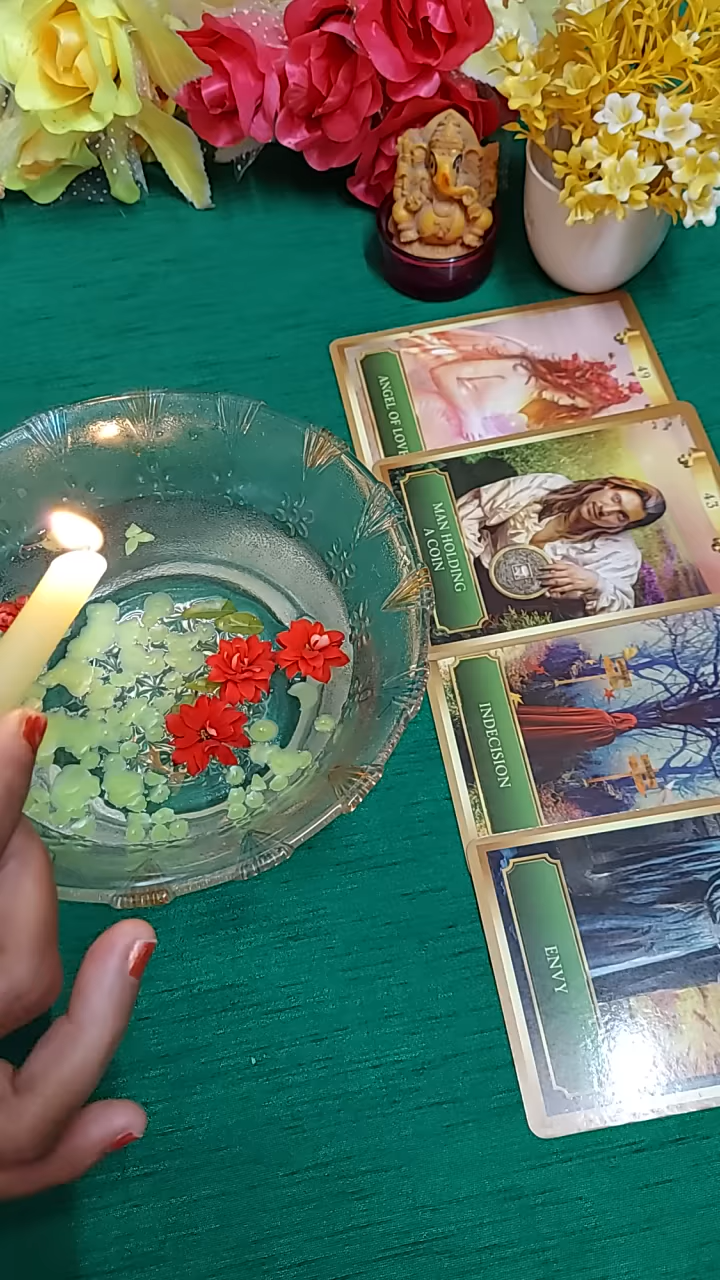 49
ANGEL OF LOVE
43
MAN HOLDING
A COIN
INDECISION
ENVY